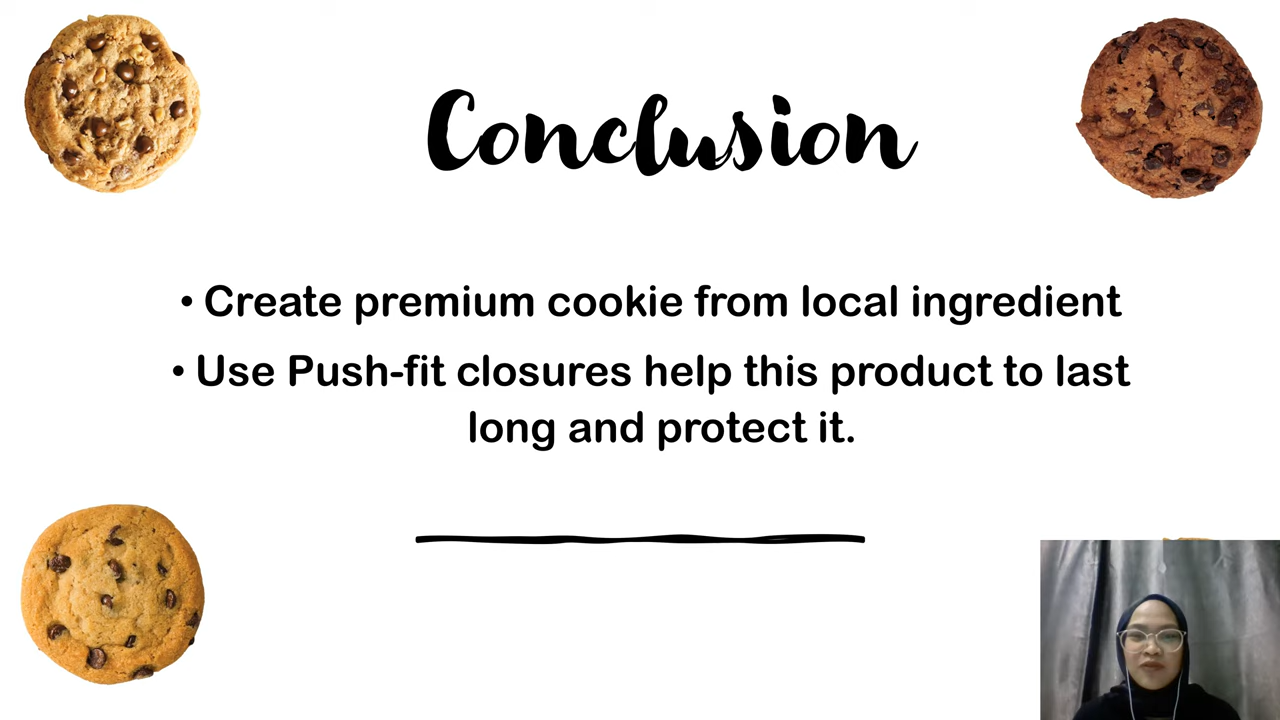 Conclusion
• Create premium cookie from local ingredient
• Use Push-fit closures help this product to last
long and protect it.